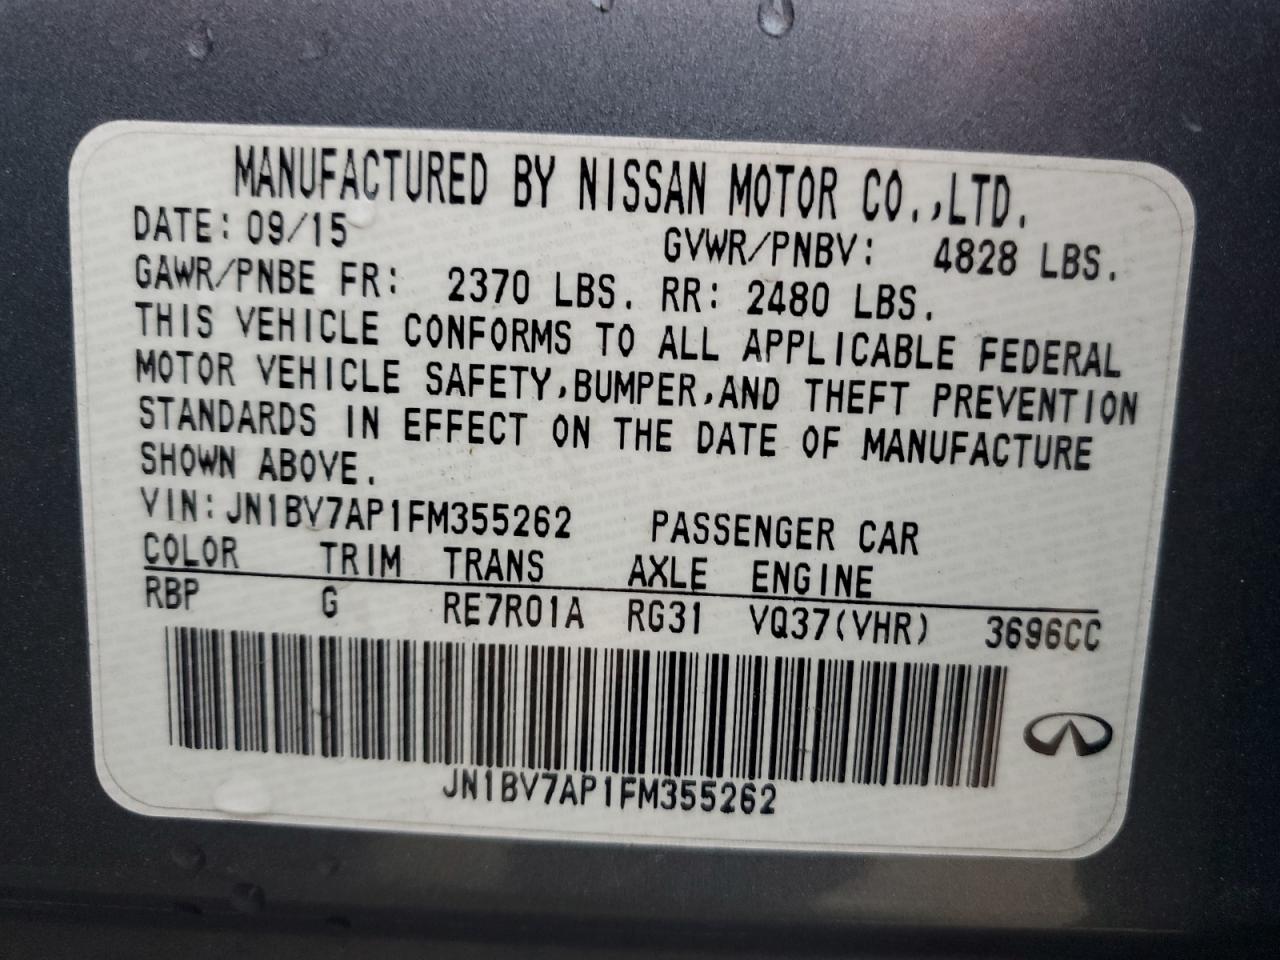 MANUFACTURED BY NISSAN MOTOR CO.,LTD.
DATE: 09/15 GVWR/PNBV: 4828 LBS.
GAWR/PNBE FR: 2370 LBS. RR: 2480 LBS.
THIS VEHICLE CONFORMS TO ALL APPLICABLE FEDERAL
MOTOR VEHICLE SAFETY,BUMPER,AND THEFT PREVENTION
STANDARDS IN EFFECT ON THE DATE OF MANUFACTURE
SHOWN ABOVE.
VIN: JN1BV7AP1FM355262 PASSENGER CAR
COLOR TRIM TRANS AXLE ENGINE
RBP G RE7R01A RG31 VQ37(VHR) 3696CC
JN1BV7AP1FM355262